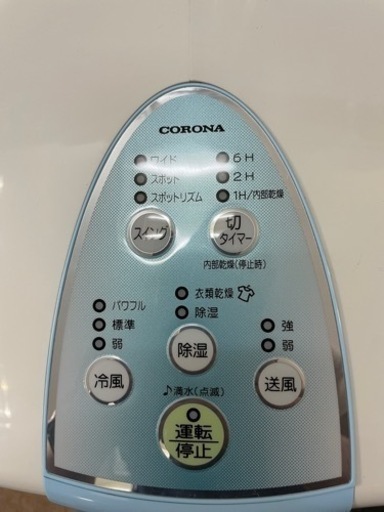 CORONA
ワイド
スポット
スポットリズム
スイング
6H
2H
1H/内部乾燥
切
タイマー
内部乾燥(停止時)
パワフル
標準
弱
冷風
衣類乾燥
除湿
除湿
強
弱
送風
♪満水(点滅)
運転
停止